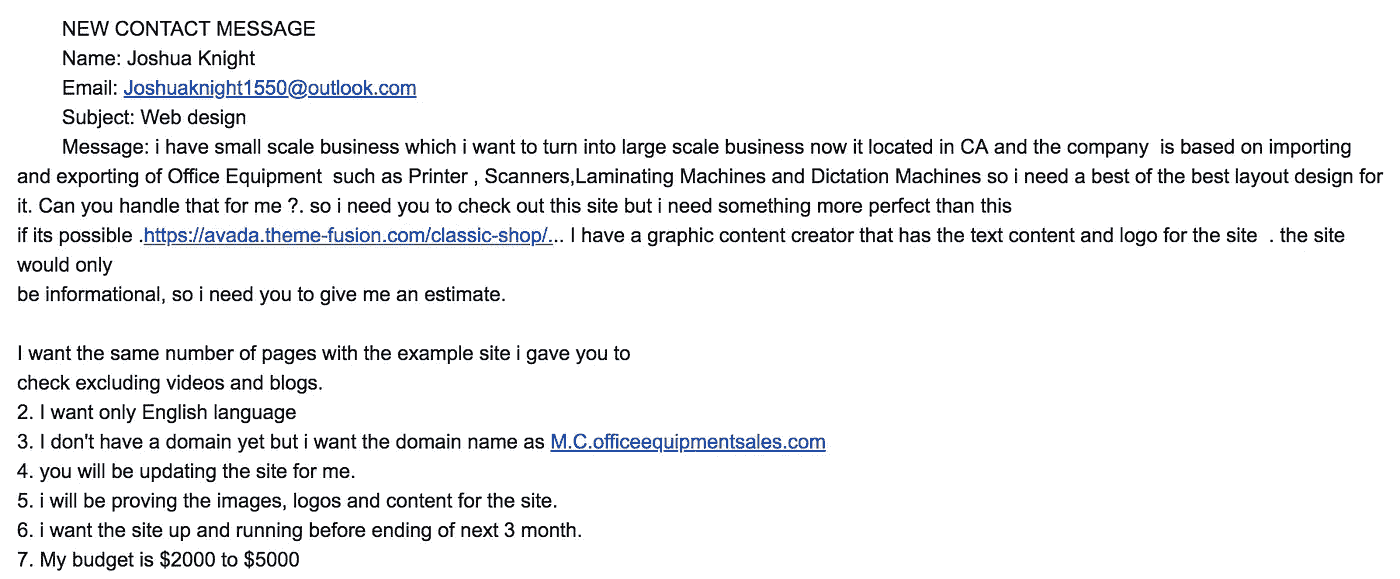 NEW CONTACT MESSAGE
Name: Joshua Knight
Email: Joshuaknight1550@outlook.com
Subject: Web design
Message: i have small scale business which i want to turn into large scale business now it located in CA and the company  is based on importing
and exporting of Office Equipment  such as Printer , Scanners,Laminating Machines and Dictation Machines so i need a best of the best layout design for
it. Can you handle that for me ?. so i need you to check out this site but i need something more perfect than this
if its possible .https://avada.theme-fusion.com/classic-shop/... I have a graphic content creator that has the text content and logo for the site  . the site
would only
be informational, so i need you to give me an estimate.
I want the same number of pages with the example site i gave you to
check excluding videos and blogs.
2. I want only English language
3. I don't have a domain yet but i want the domain name as M.C.officeequipmentsales.com
4. you will be updating the site for me.
5. i will be proving the images, logos and content for the site.
6. i want the site up and running before ending of next 3 month.
7. My budget is $2000 to $5000